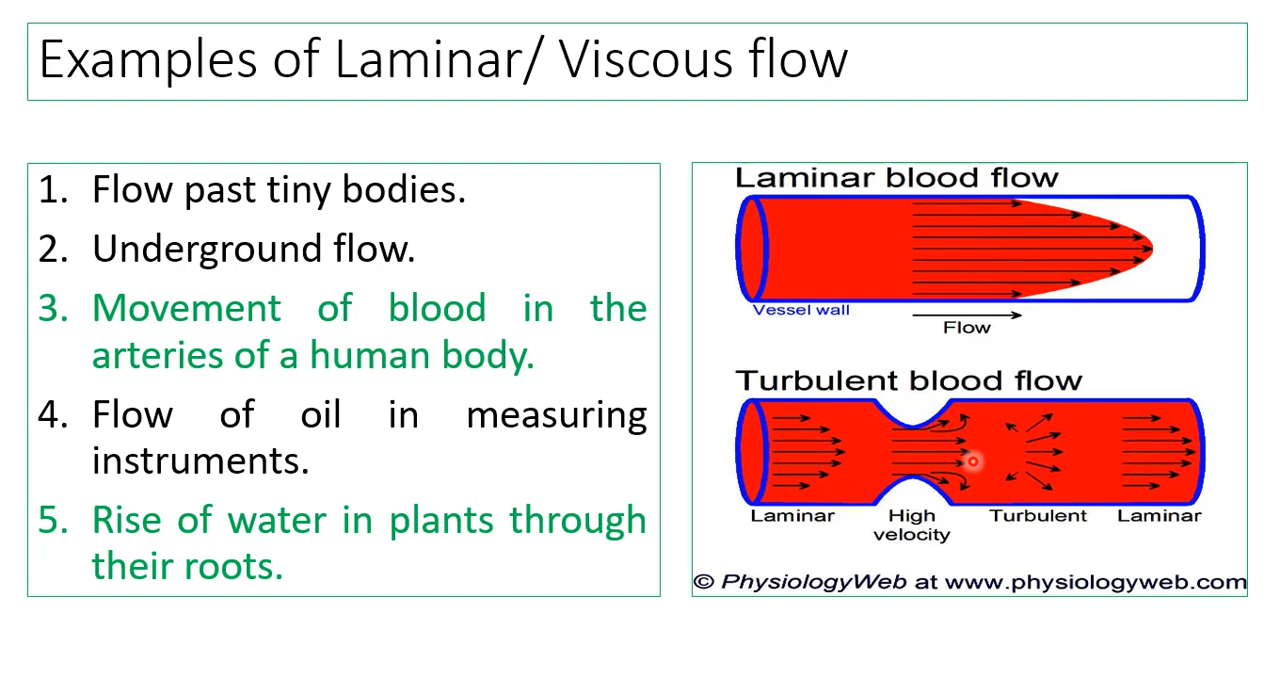 Examples of Laminar/ Viscous flow
1. Flow past tiny bodies.
2. Underground flow.
3. Movement of blood in the
arteries of a human body.
4. Flow of oil in measuring
instruments.
5. Rise of water in plants through
their roots.
Laminar blood flow
Vessel wall
Flow
Turbulent blood flow
Laminar
High
velocity
Turbulent
Laminar
© PhysiologyWeb at www.physiologyweb.com